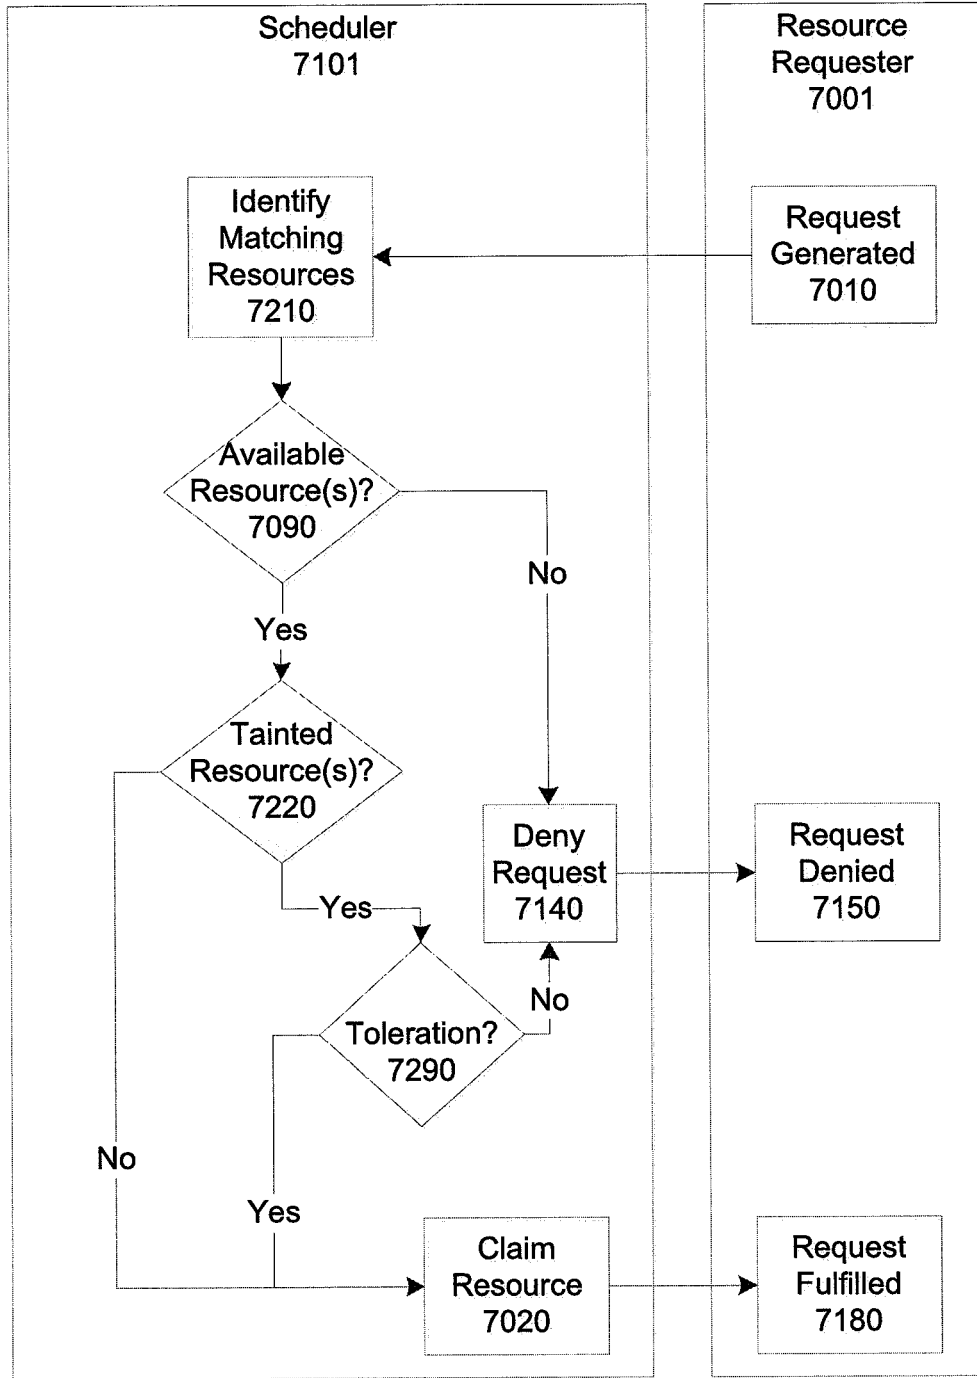 Scheduler
7101
Resource
Requester
7001
Identify
Matching
Resources
7210
Request
Generated
7010
Available
Resource(s)?
7090
No
Yes
Tainted
Resource(s)?
7220
Deny
Request
7140
Request
Denied
7150
Yes
No
Toleration?
7290
No
Yes
Claim
Resource
7020
Request
Fulfilled
7180